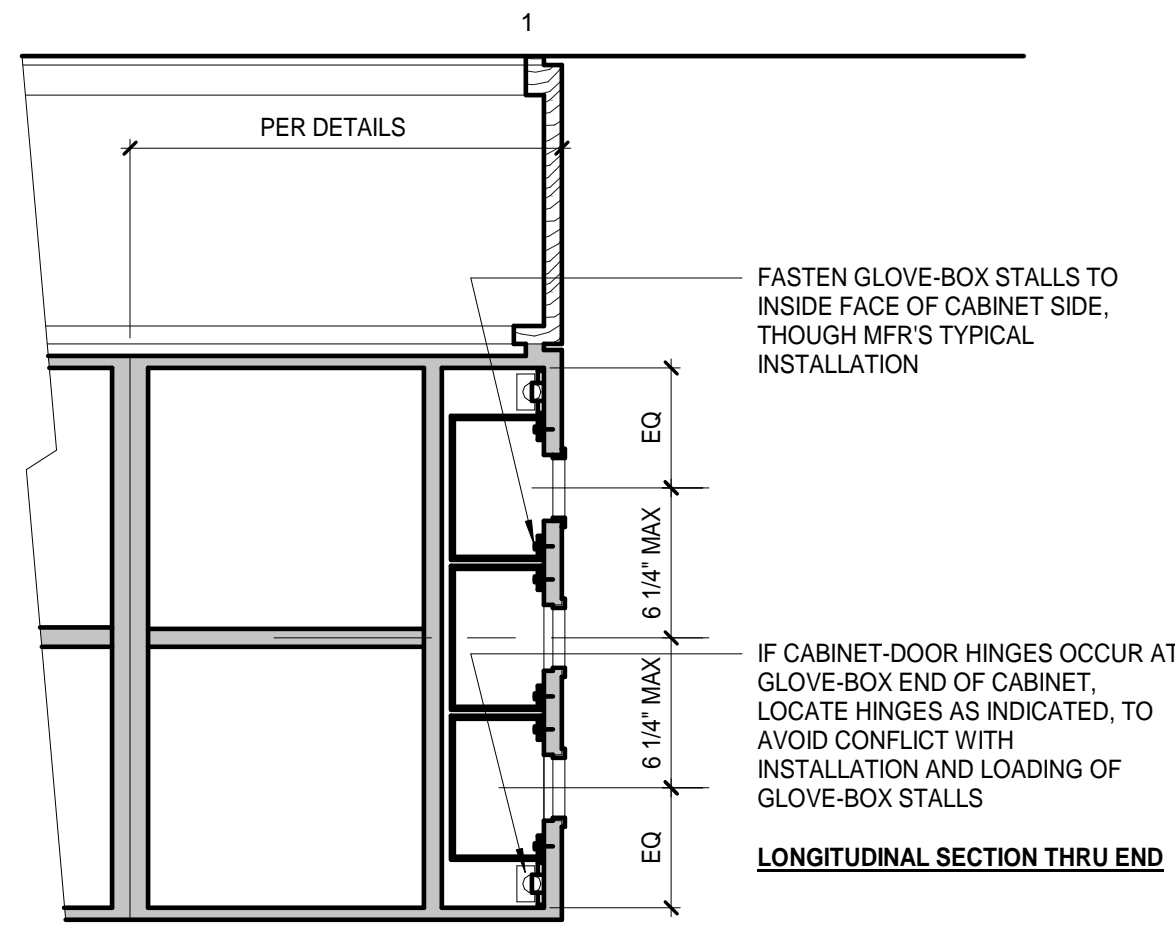 1
PER DETAILS
FASTEN GLOVE-BOX STALLS TO
INSIDE FACE OF CABINET SIDE,
THOUGH MFR'S TYPICAL
INSTALLATION
EQ
6 1/4" MAX
6 1/4" MAX
EQ
IF CABINET-DOOR HINGES OCCUR AT
GLOVE-BOX END OF CABINET,
LOCATE HINGES AS INDICATED, TO
AVOID CONFLICT WITH
INSTALLATION AND LOADING OF
GLOVE-BOX STALLS
LONGITUDINAL SECTION THRU END